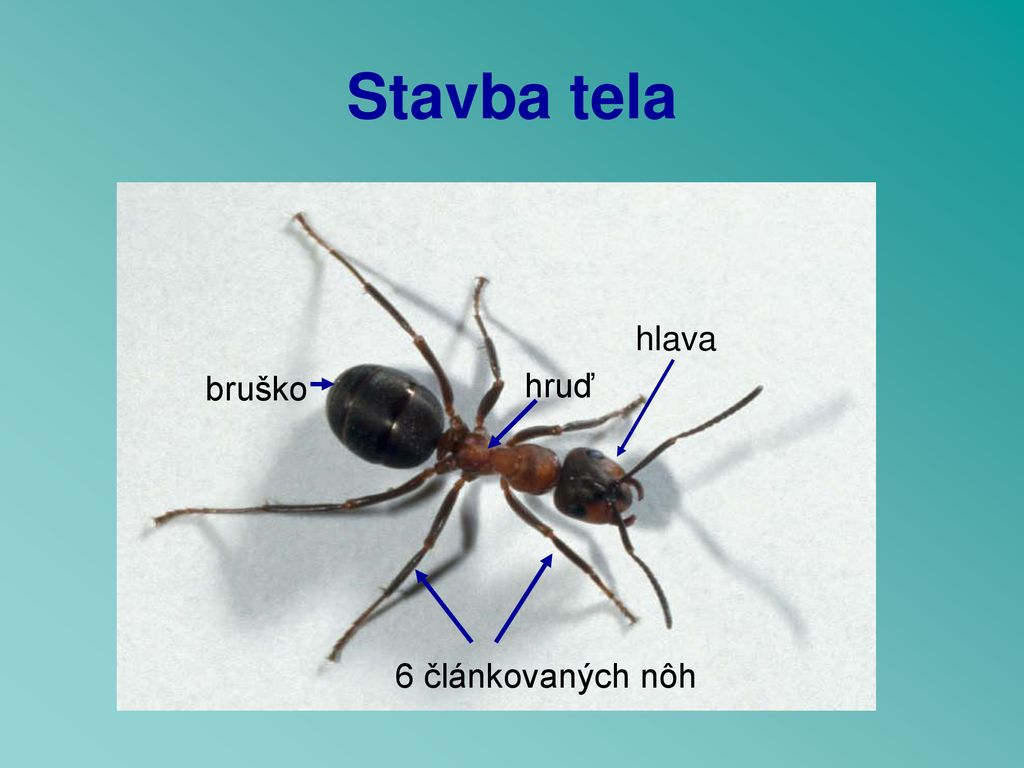 Stavba tela
hlava
bruško
hruď
6 článkovaných nôh